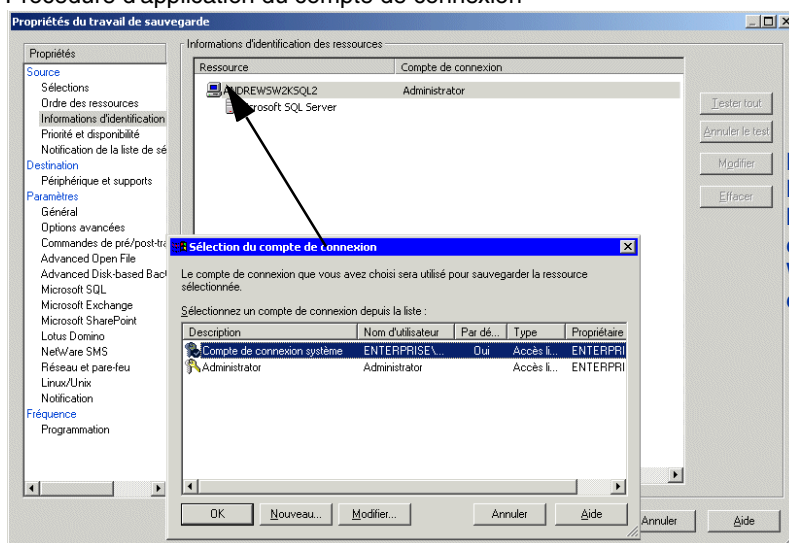 Procédure d'application du compte de connexion
Propriétés du travail de sauvegarde
Propriétés
Source
Sélections
Ordre des ressources
Informations d'identification
Priorité et disponibilité
Notification de la liste de sé
Destination
Périphérique et supports
Paramètres
Général
Options avancées
Commandes de pré/post-tra
Advanced Open File
Advanced Disk-based Bac
Microsoft SQL
Microsoft Exchange
Microsoft SharePoint
Lotus Domino
NetWare SMS
Réseau et pare-feu
Linux/Unix
Notification
Fréquence
Programmation
Informations d'identification des ressources
Ressource Compte de connexion
ANDREWSW2KSQL2 Administrator
rosoft SQL Server
Tester tout
Annuler le test
Modifier
Effacer
Sélection du compte de connexion
Le compte de connexion que vous avez choisi sera utilisé pour sauvegarder la ressource
sélectionnée.
Sélectionnez un compte de connexion depuis la liste :
Description Nom d'utilisateur Par dé... Type Propriétaire
Compte de connexion système ENTERPRISE\... Oui Accès li... ENTERPRI
Administrator Administrator Accès li... ENTERPRI
OK Nouveau... Modifier... Annuler Aide
Annuler Aide